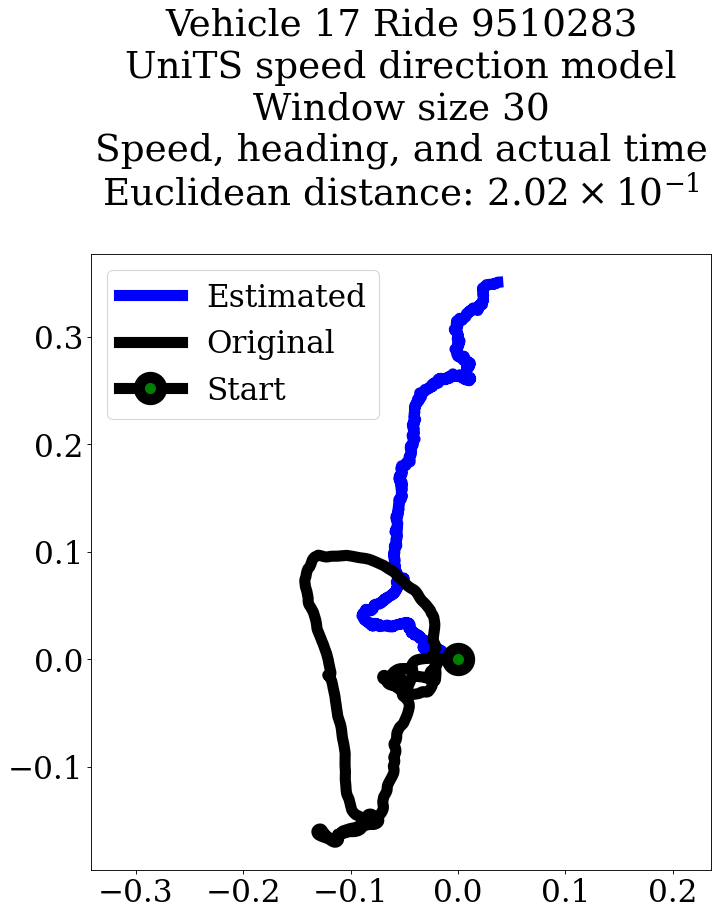 Vehicle 17 Ride 9510283
UniTS speed direction model
Window size 30
Speed, heading, and actual time
Euclidean distance: 2.02 × 10⁻¹
Estimated
Original
Start
0.3
0.2
0.1
0.0
−0.1
−0.3 −0.2 −0.1 0.0 0.1 0.2